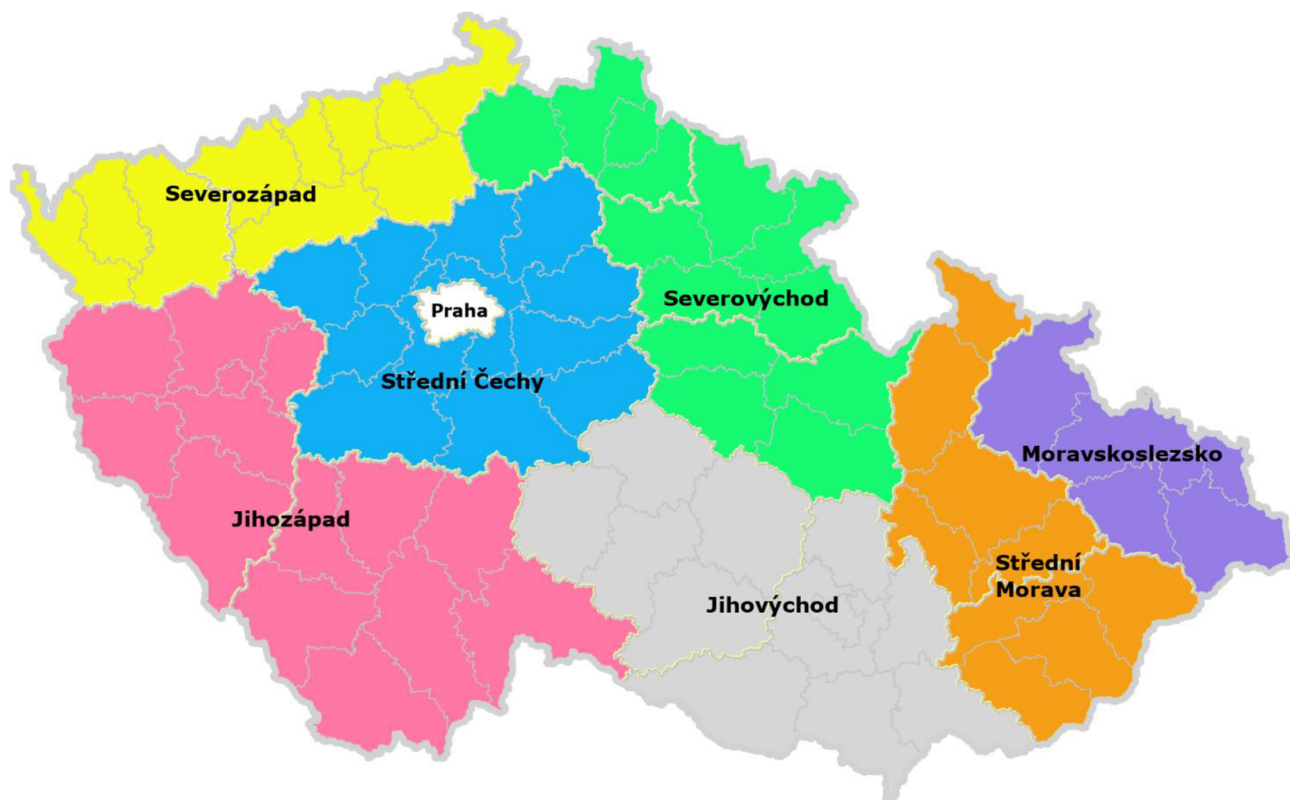 Severozápad
Severovýchod
Praha
Střední Čechy
Moravskoslezsko
Jihozápad
Střední
Morava
Jihovýchod